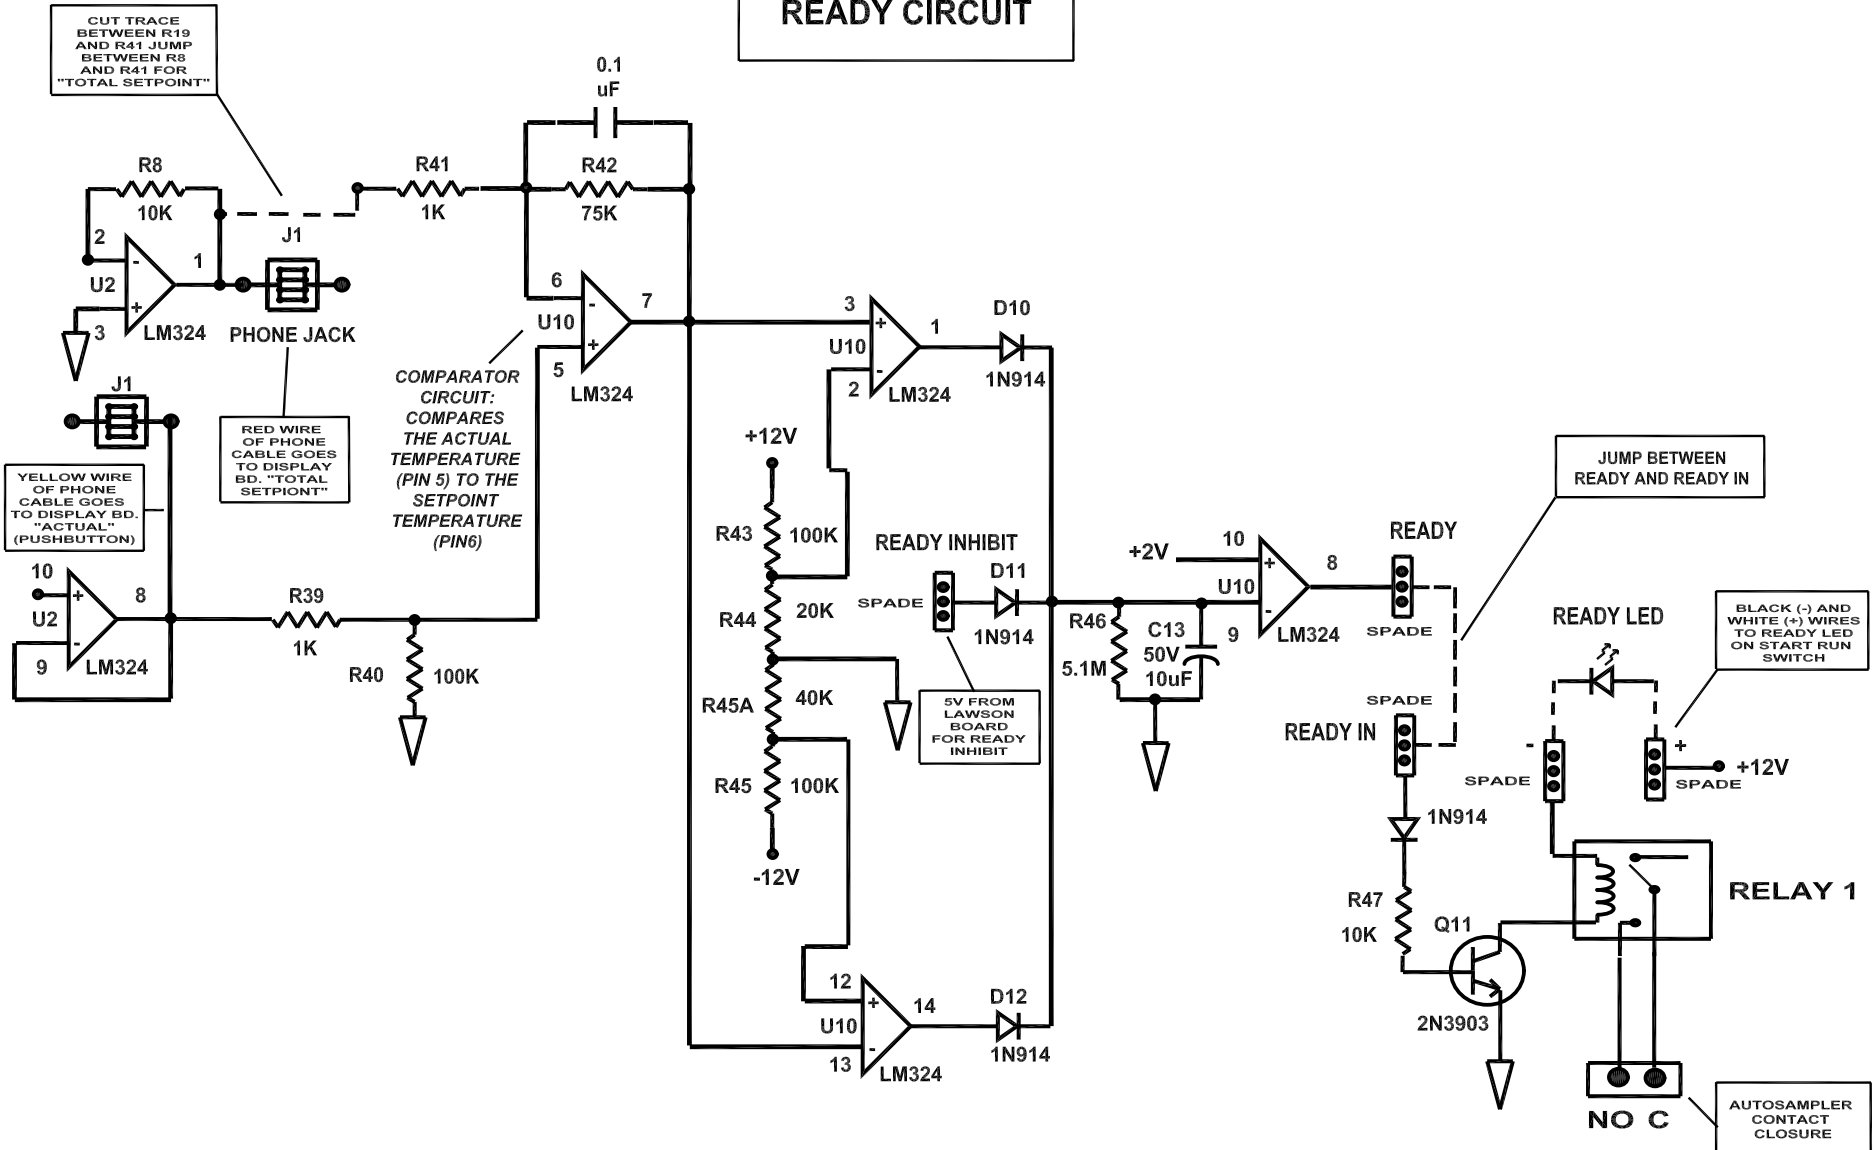 READY CIRCUIT
CUT TRACE
BETWEEN R19
AND R41 JUMP
BETWEEN R8
AND R41 FOR
"TOTAL SETPOINT"
0.1
uF
R8
10K
R41
1K
R42
75K
J1
2
-
U2
1
+
3
LM324
PHONE JACK
6
-
U10
7
+
5
LM324
COMPARATOR
CIRCUIT:
COMPARES
THE ACTUAL
TEMPERATURE
(PIN 5) TO THE
SETPOINT
TEMPERATURE
(PIN6)
J1
RED WIRE
OF PHONE
CABLE GOES
TO DISPLAY
BD. "TOTAL
SETPIONT"
YELLOW WIRE
OF PHONE
CABLE GOES
TO DISPLAY BD.
"ACTUAL"
(PUSHBUTTON)
10
+
U2
8
-
9
LM324
R39
1K
R40
100K
3
+
U10
1
-
2
LM324
D10
1N914
+12V
R43
100K
R44
20K
R45A
40K
R45
100K
-12V
READY INHIBIT
SPADE
D11
1N914
5V FROM
LAWSON
BOARD
FOR READY
INHIBIT
12
+
U10
14
-
13
LM324
D12
1N914
R46
5.1M
C13
50V
10uF
+2V
10
+
U10
8
-
9
LM324
READY
SPADE
JUMP BETWEEN
READY AND READY IN
SPADE
READY IN
1N914
R47
10K
Q11
2N3903
READY LED
BLACK (-) AND
WHITE (+) WIRES
TO READY LED
ON START RUN
SWITCH
-
SPADE
+
+12V
SPADE
RELAY 1
NO C
AUTOSAMPLER
CONTACT
CLOSURE